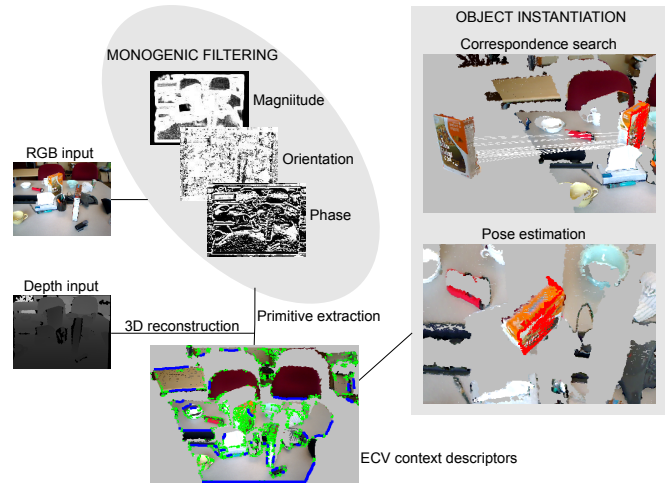 OBJECT INSTANTIATION
Correspondence search
MONOGENIC FILTERING
Magniitude
Orientation
RGB input
Phase
Pose estimation
Depth input
3D reconstruction
Primitive extraction
ECV context descriptors